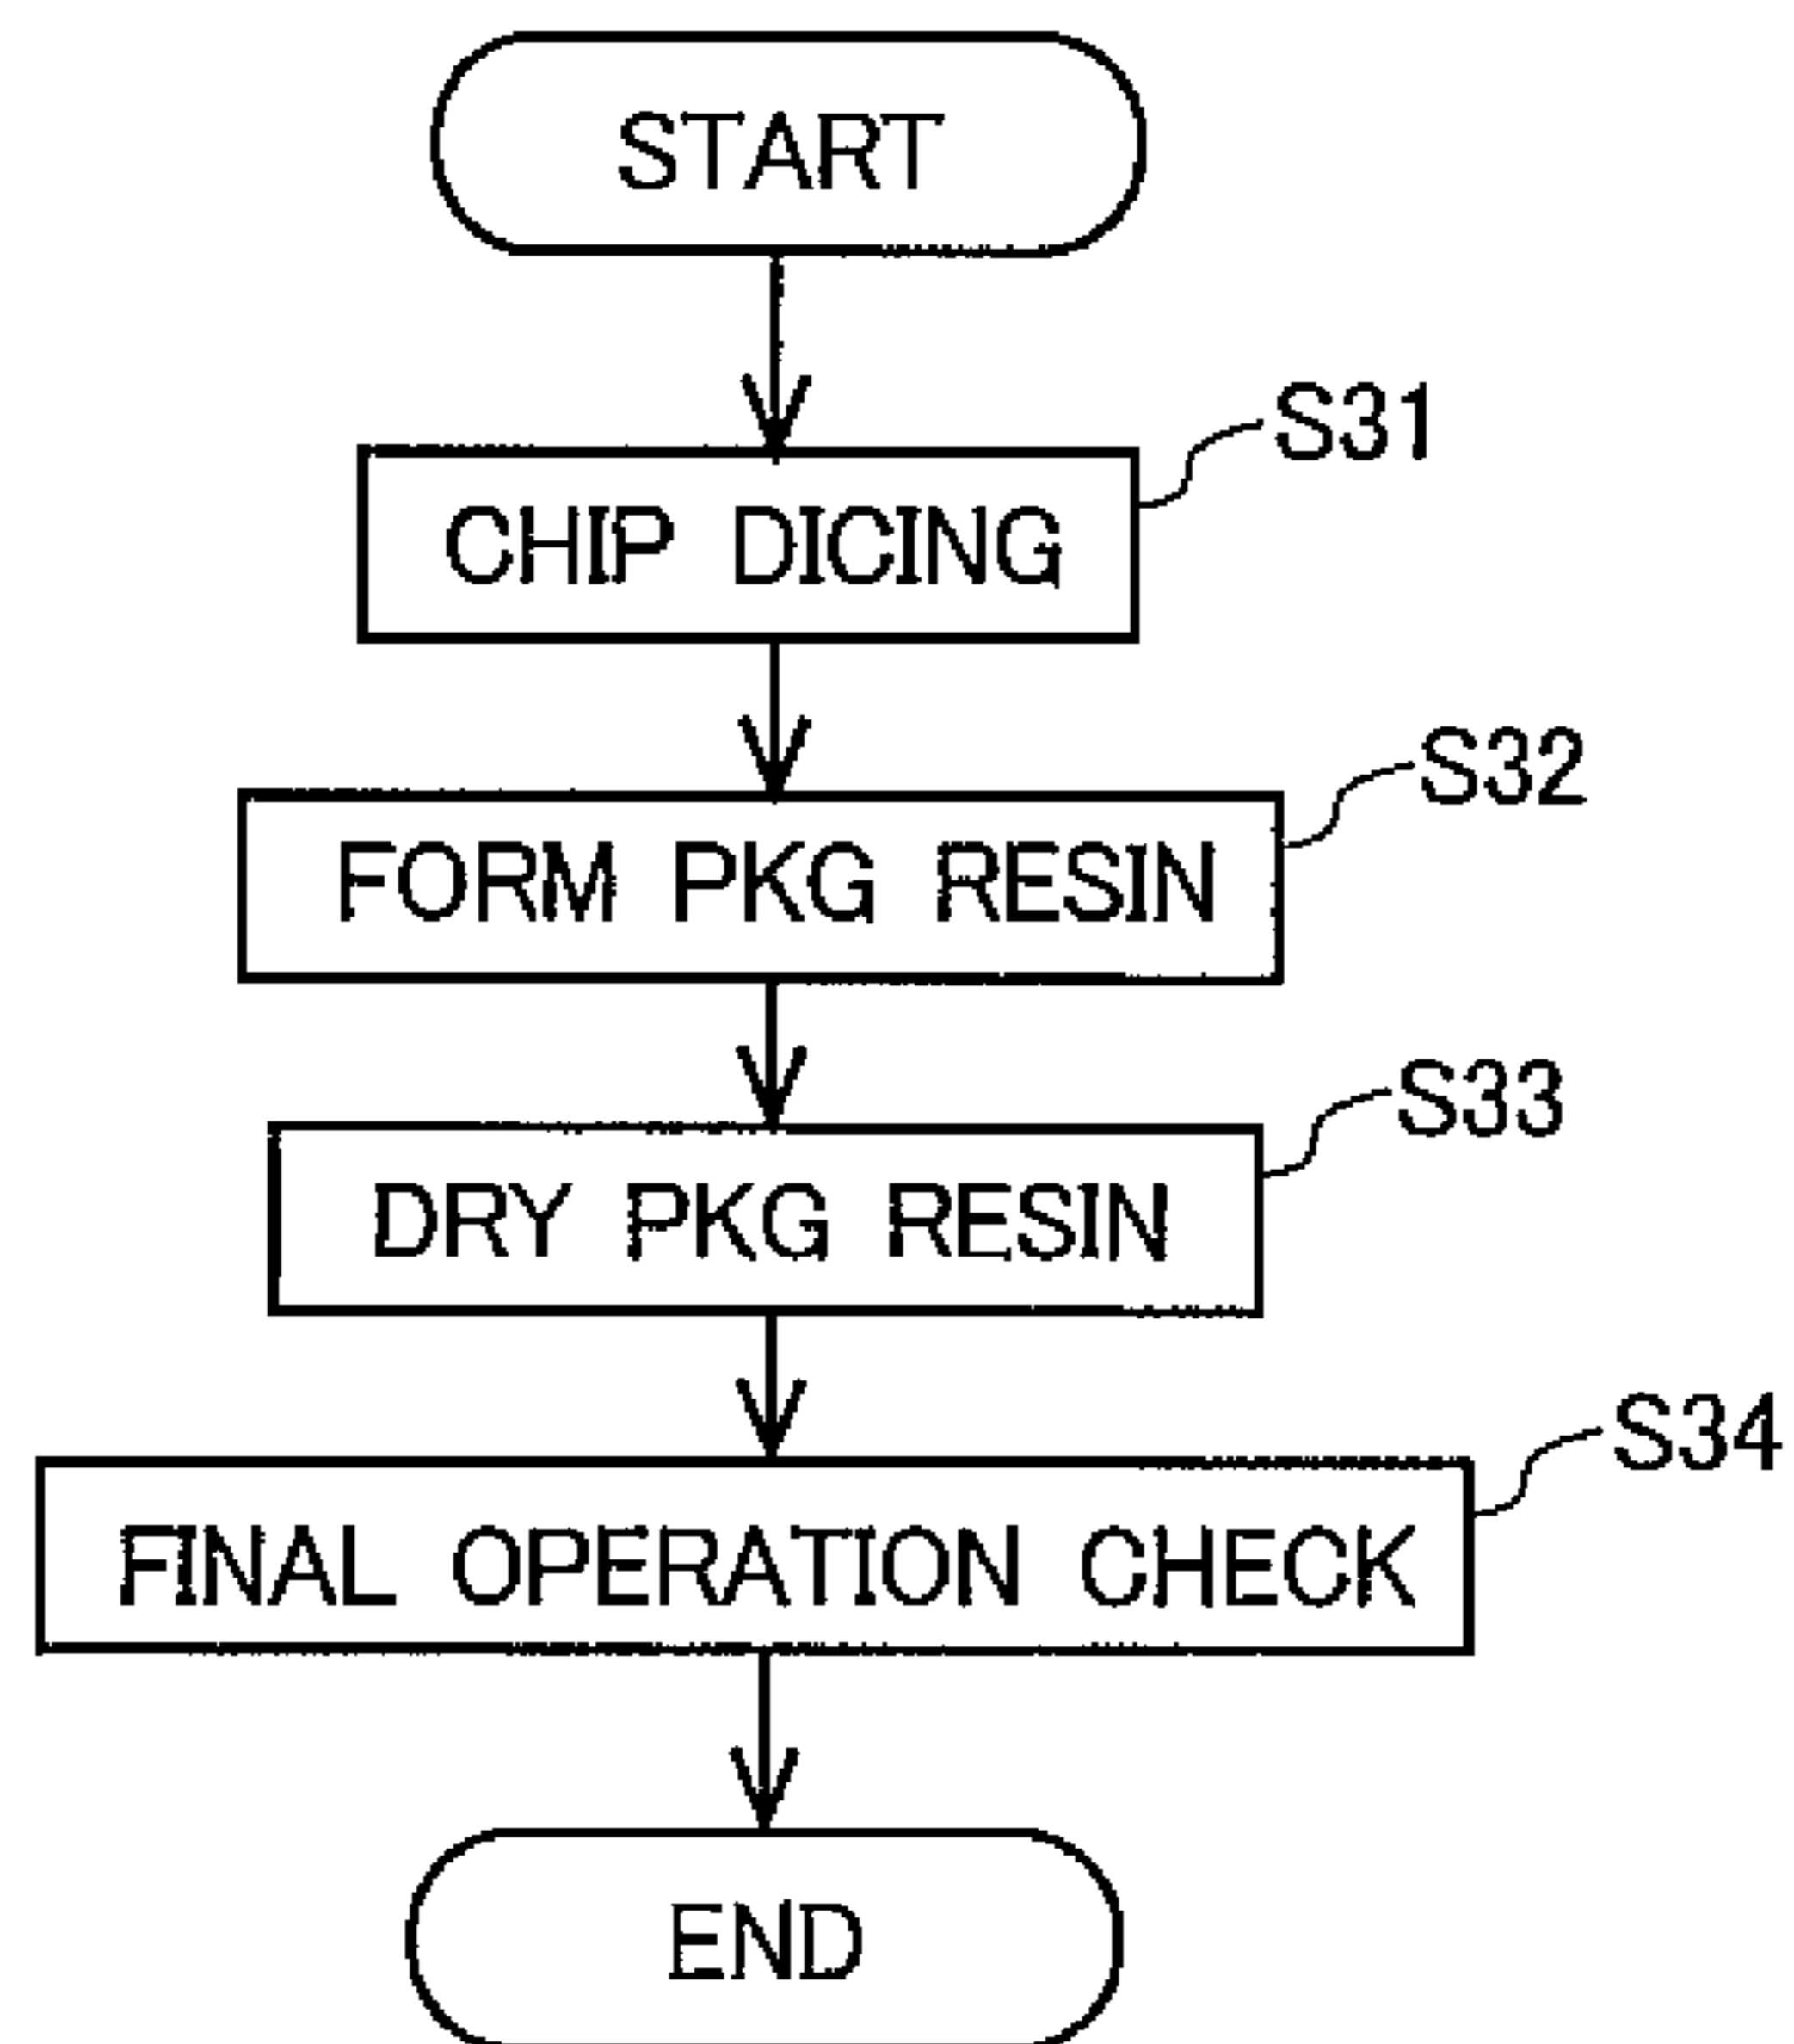 START
S31
CHIP DICING
S32
FORM PKG RESIN
S33
DRY PKG RESIN
S34
FINAL OPERATION CHECK
END